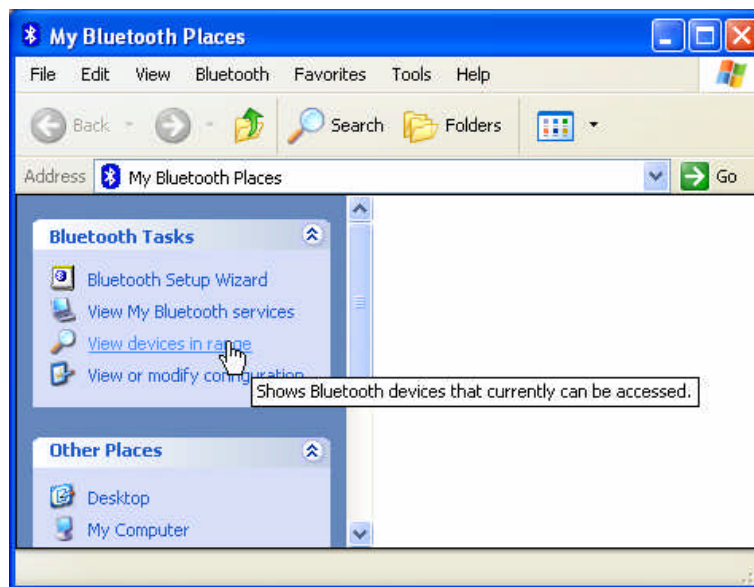 My Bluetooth Places
File Edit View Bluetooth Favorites Tools Help
Back Search Folders
Address My Bluetooth Places Go
Bluetooth Tasks
Bluetooth Setup Wizard
View My Bluetooth services
View devices in range
View or modify configuration
Shows Bluetooth devices that currently can be accessed.
Other Places
Desktop
My Computer